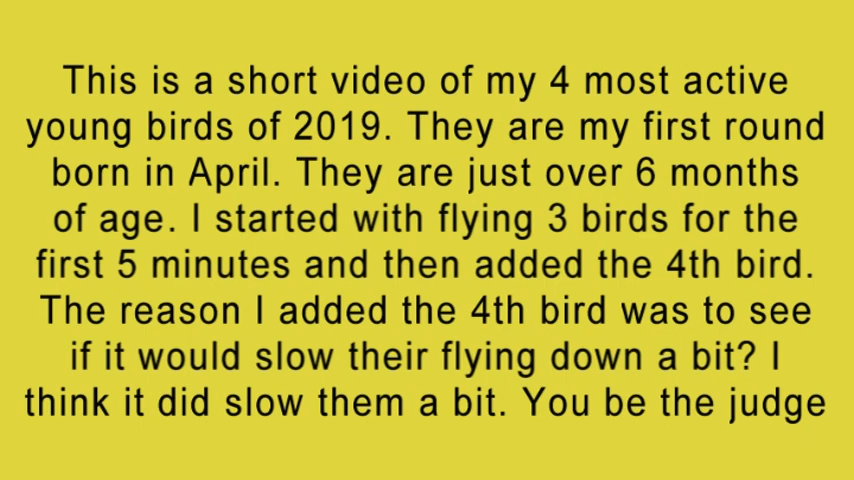 This is a short video of my 4 most active
young birds of 2019. They are my first round
born in April. They are just over 6 months
of age. I started with flying 3 birds for the
first 5 minutes and then added the 4th bird.
The reason I added the 4th bird was to see
if it would slow their flying down a bit? I
think it did slow them a bit. You be the judge